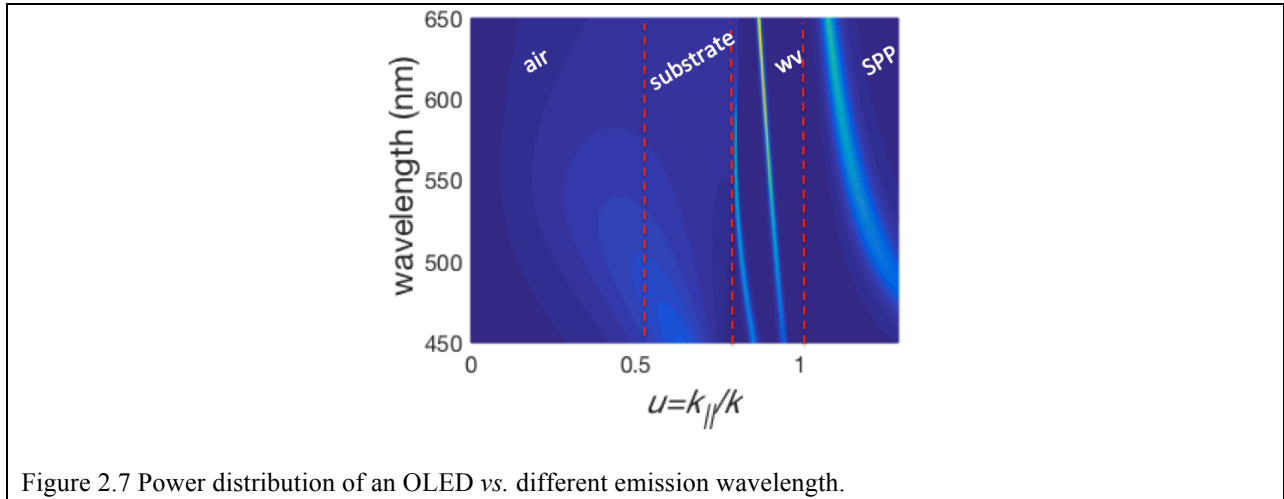 650
600
550
500
450
wavelength (nm)
air
substrate
wv
SPP
0
0.5
1
u=k||/k
Figure 2.7 Power distribution of an OLED vs. different emission wavelength.